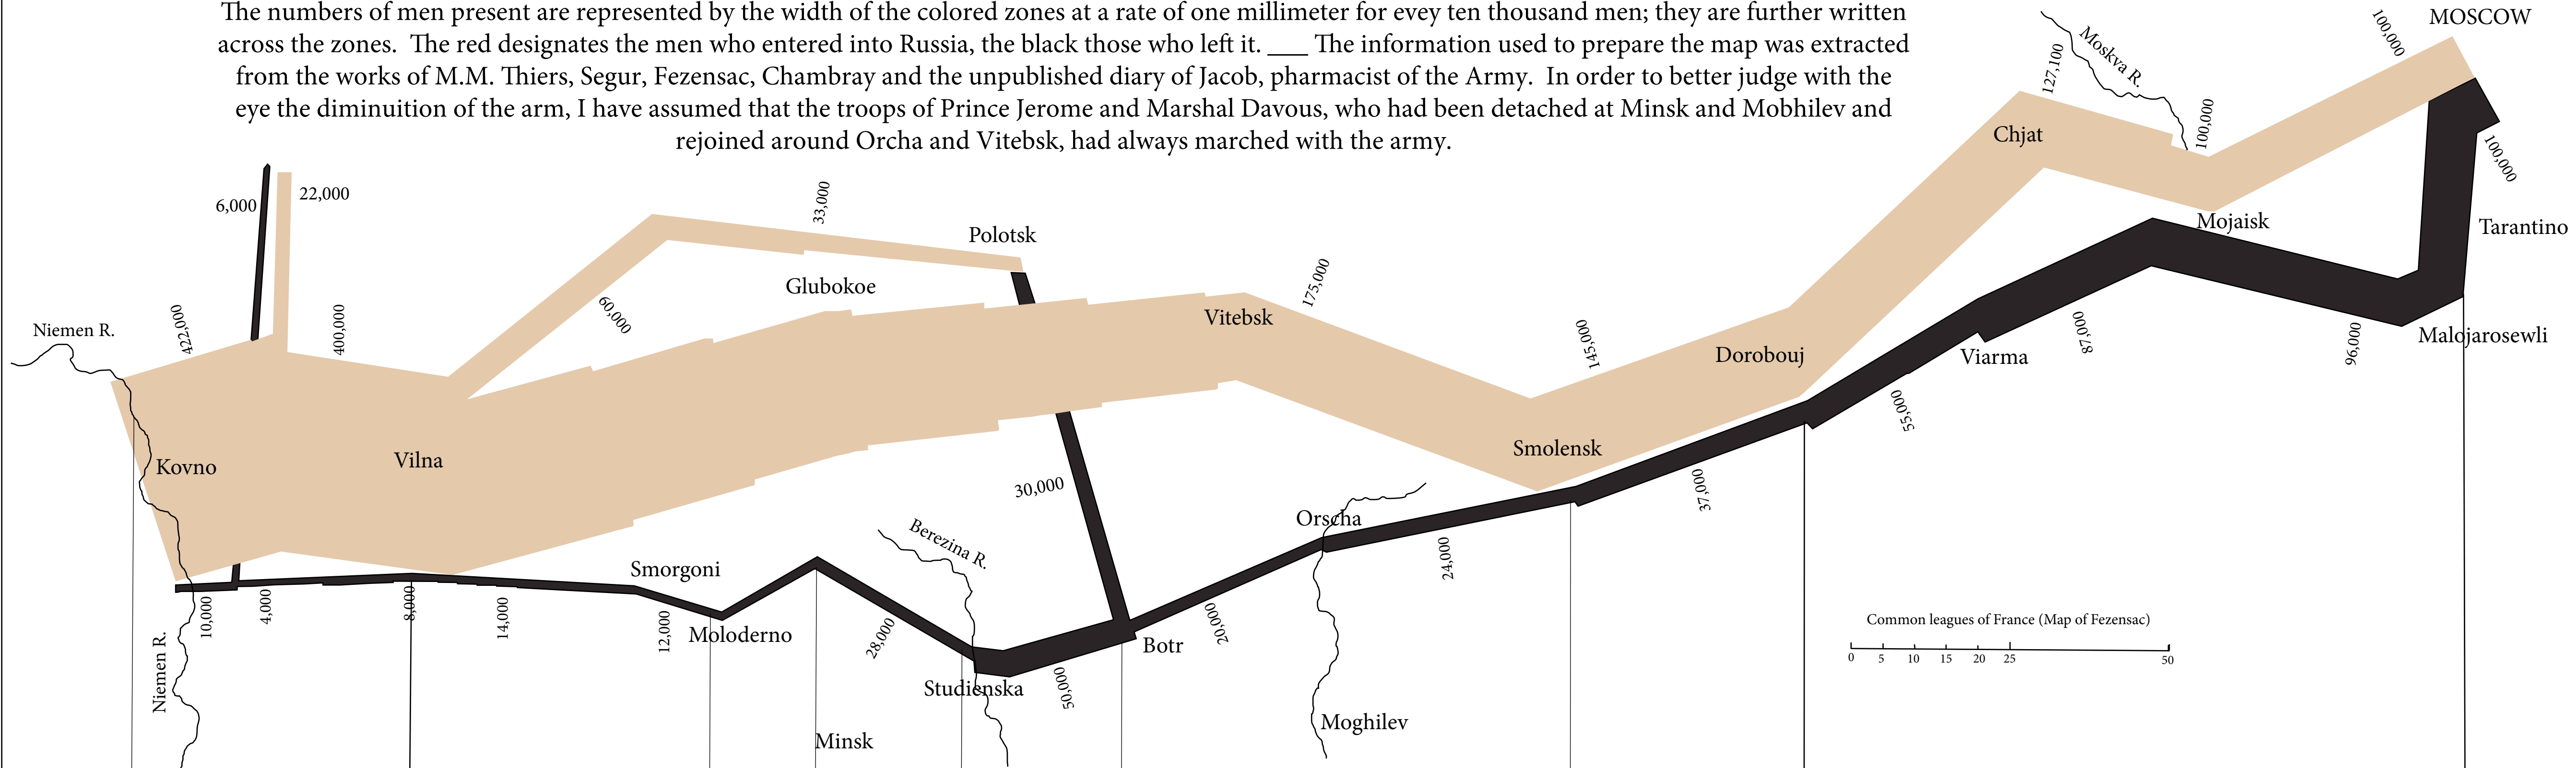 The numbers of men present are represented by the width of the colored zones at a rate of one millimeter for evey ten thousand men; they are further written
across the zones.  The red designates the men who entered into Russia, the black those who left it. ___ The information used to prepare the map was extracted
from the works of M.M. Thiers, Segur, Fezensac, Chambray and the unpublished diary of Jacob, pharmacist of the Army.  In order to better judge with the
eye the diminuition of the arm, I have assumed that the troops of Prince Jerome and Marshal Davous, who had been detached at Minsk and Mobhilev and
rejoined around Orcha and Vitebsk, had always marched with the army.
MOSCOW
100,000
Moskva R.
127,100
100,000
Chjat
100,000
6,000
22,000
33,000
Mojaisk
Tarantino
Polotsk
Glubokoe
175,000
60,000
Niemen R.
422,000
400,000
Vitebsk
145,000
Dorobouj
Viarma
87,000
96,000
Malojarosewli
55,000
Kovno
Vilna
Smolensk
30,000
37,000
Orscha
Berezina R.
24,000
Smorgoni
10,000
4,000
8,000
14,000
12,000
Moloderno
28,000
20,000
Botr
Common leagues of France (Map of Fezensac)
0 5 10 15 20 25 50
Niemen R.
Studienska
50,000
Moghilev
Minsk